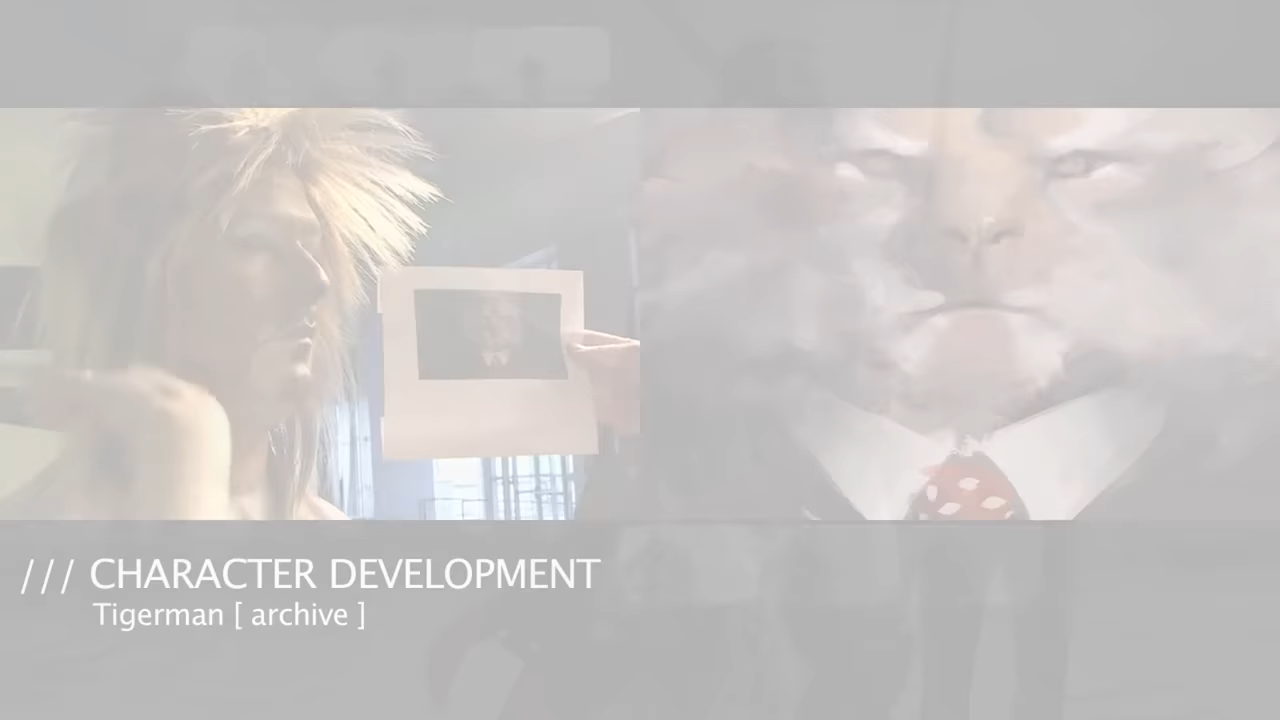 /// CHARACTER DEVELOPMENT
Tigerman [ archive ]